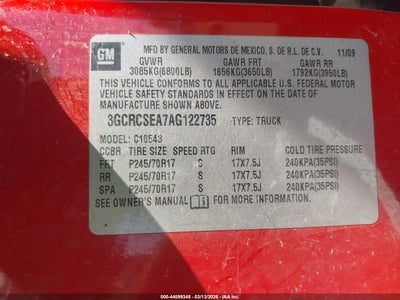 GM MFD BY GENERAL MOTORS DE MEXICO, S. DE R.L. DE C.V. 11/09
GVWR GAWR FRT GAWR RR
3085KG(6800LB) 1656KG(3650LB) 1792KG(3950LB)
THIS VEHICLE CONFORMS TO ALL APPLICABLE U.S. FEDERAL MOTOR
VEHICLE SAFETY STANDARDS IN EFFECT ON THE DATE OF
MANUFACTURE SHOWN ABOVE.
3GCRCSEA7AG122735 TYPE: TRUCK
MODEL: C10543
CCBR TIRE SIZE SPEED RTG RIM COLD TIRE PRESSURE
FRT P245/70R17 S 17X7.5J 240KPA(35PSI)
RR P245/70R17 S 17X7.5J 240KPA(35PSI)
SPA P245/70R17 S 17X7.5J 240KPA(35PSI)
SEE OWNER'S MANUAL FOR MORE INFORMATION.
000-44699348 - 03/13/2026 - IAA